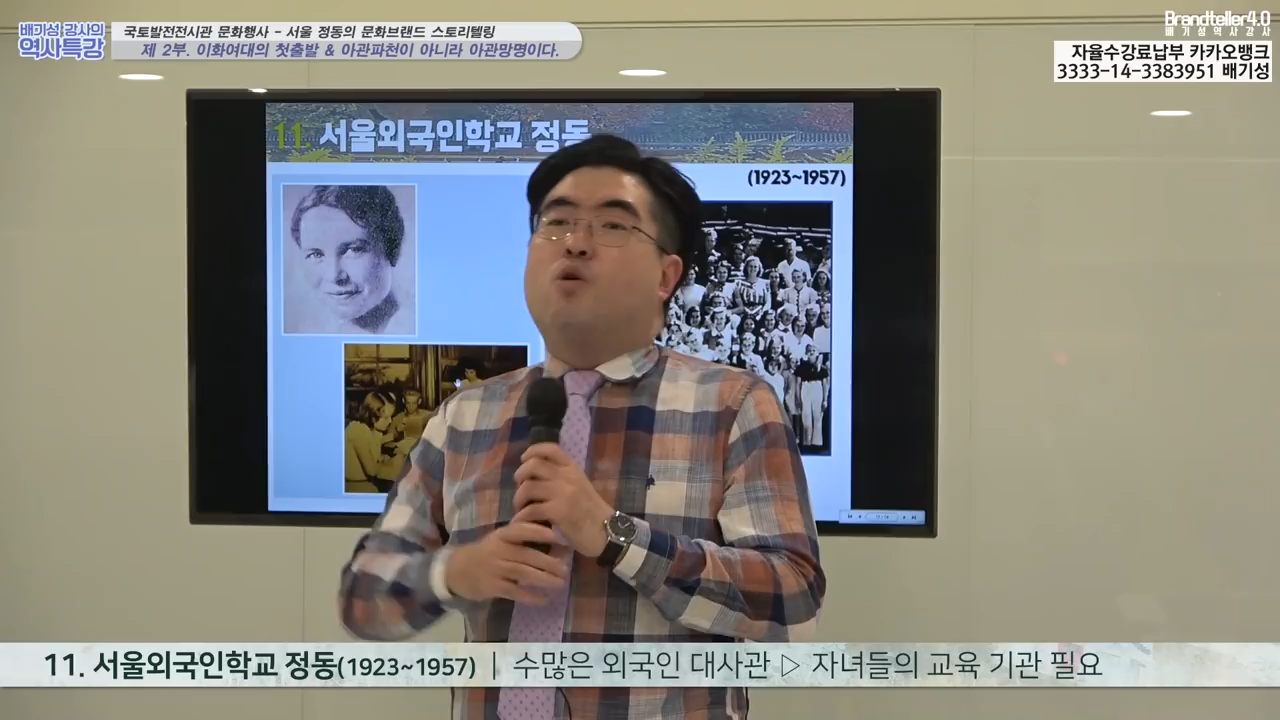 배기성 강사의
역사특강
국토발전전시관 문화행사 - 서울 정동의 문화브랜드 스토리텔링
제 2부. 이화여대의 첫출발 & 아관파천이 아니라 아관망명이다.
Brandteller4.0
배기성역사강사
자율수강료납부 카카오뱅크
3333-14-3383951 배기성
11. 서울외국인학교 정동
(1923~1957)
11. 서울외국인학교 정동(1923~1957) | 수많은 외국인 대사관 ▷ 자녀들의 교육 기관 필요